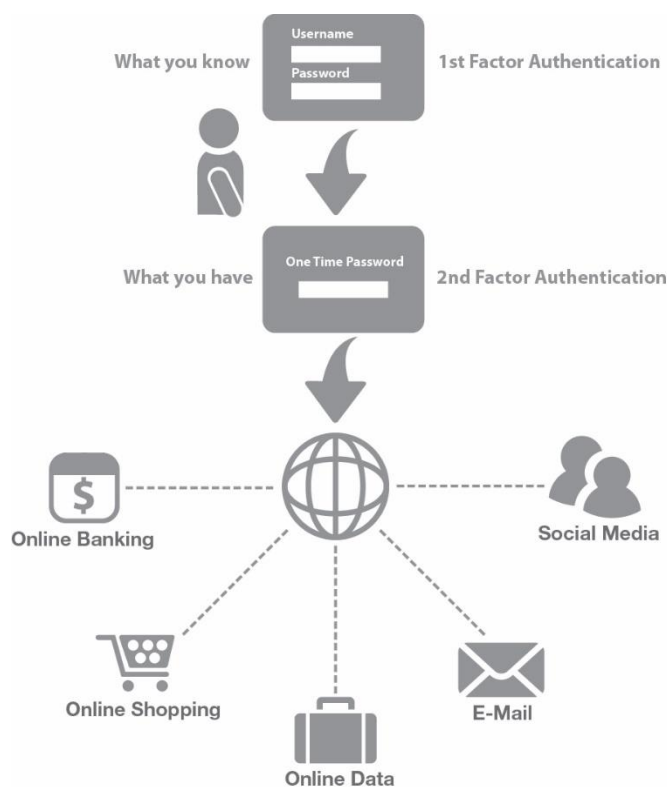 Username
What you know
1st Factor Authentication
Password
One Time Password
What you have
2nd Factor Authentication
$
Online Banking
Social Media
Online Shopping
E-Mail
Online Data